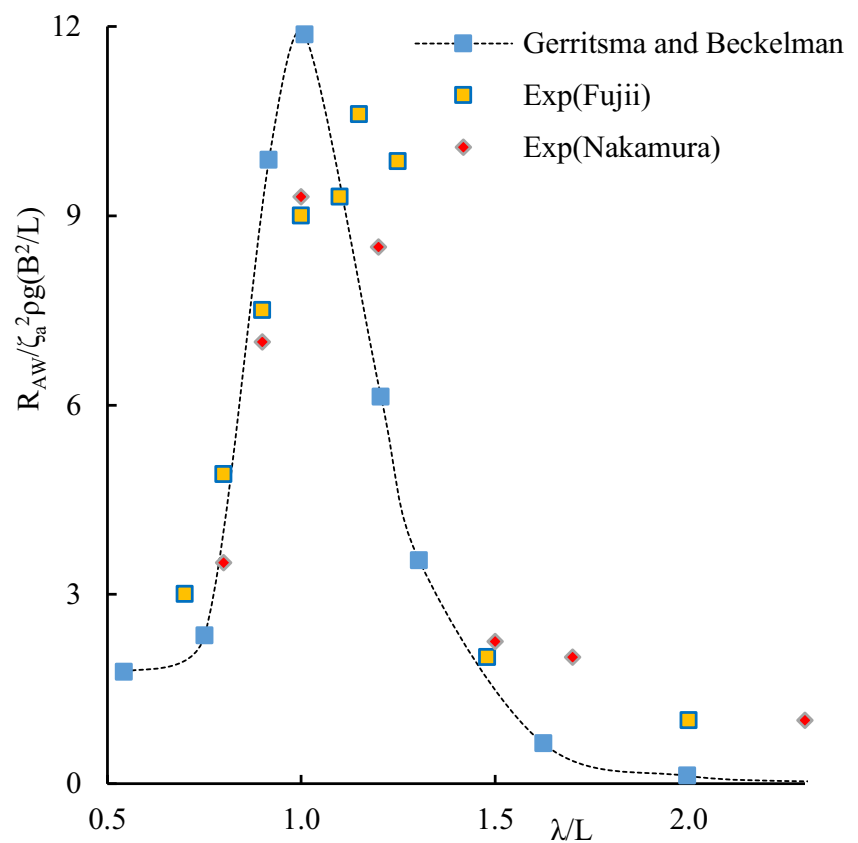 12
9
6
3
0
R_AW/ζ_a²ρg(B²/L)
Gerritsma and Beckelman
Exp(Fujii)
Exp(Nakamura)
0.5 1.0 1.5 2.0
λ/L